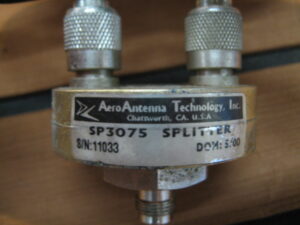 AeroAntenna Technology, Inc.
Chatsworth, CA. U.S.A
SP3075 SPLITTER
S/N:11033 DOM: 5/00